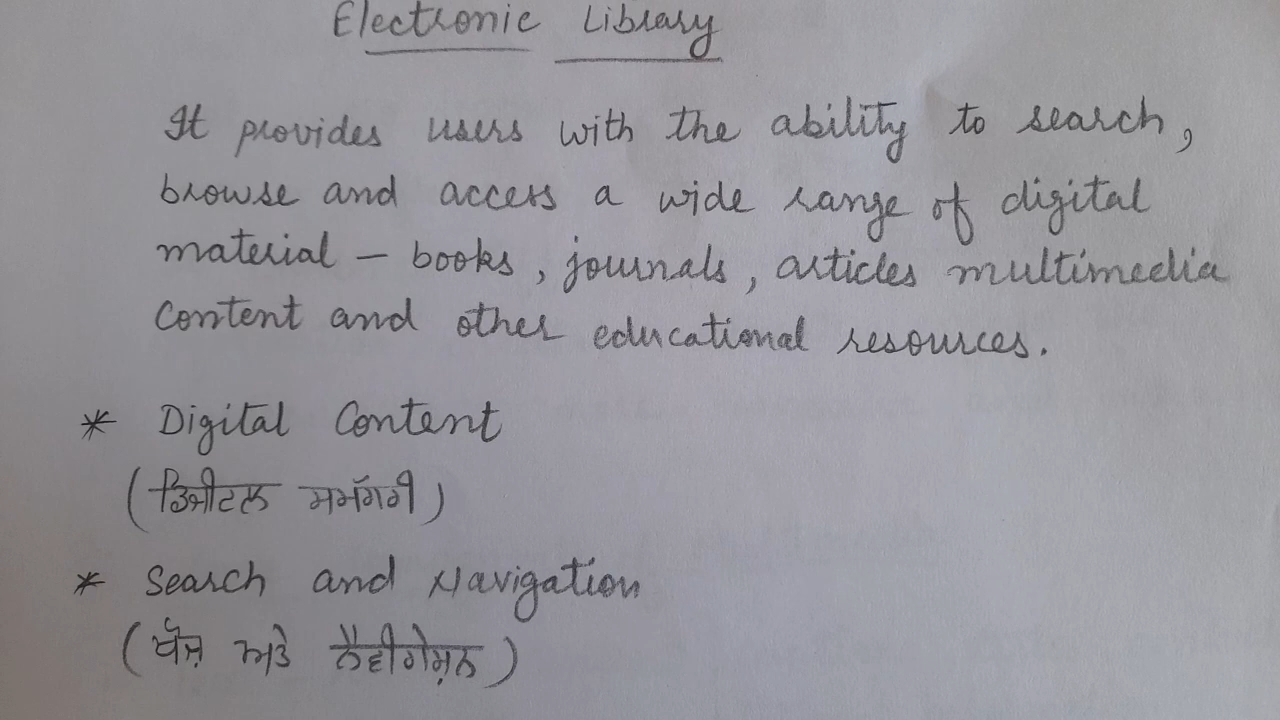 Electronic Library
It provides users with the ability to search,
browse and access a wide range of digital
material – books, journals, articles multimedia
Content and other educational resources.
* Digital Content
(ਡਿਜੀਟਲ ਸਮੱਗਰੀ)
* Search and Navigation
(ਖੋਜ ਅਤੇ ਨੈਵੀਗੇਸ਼ਨ)